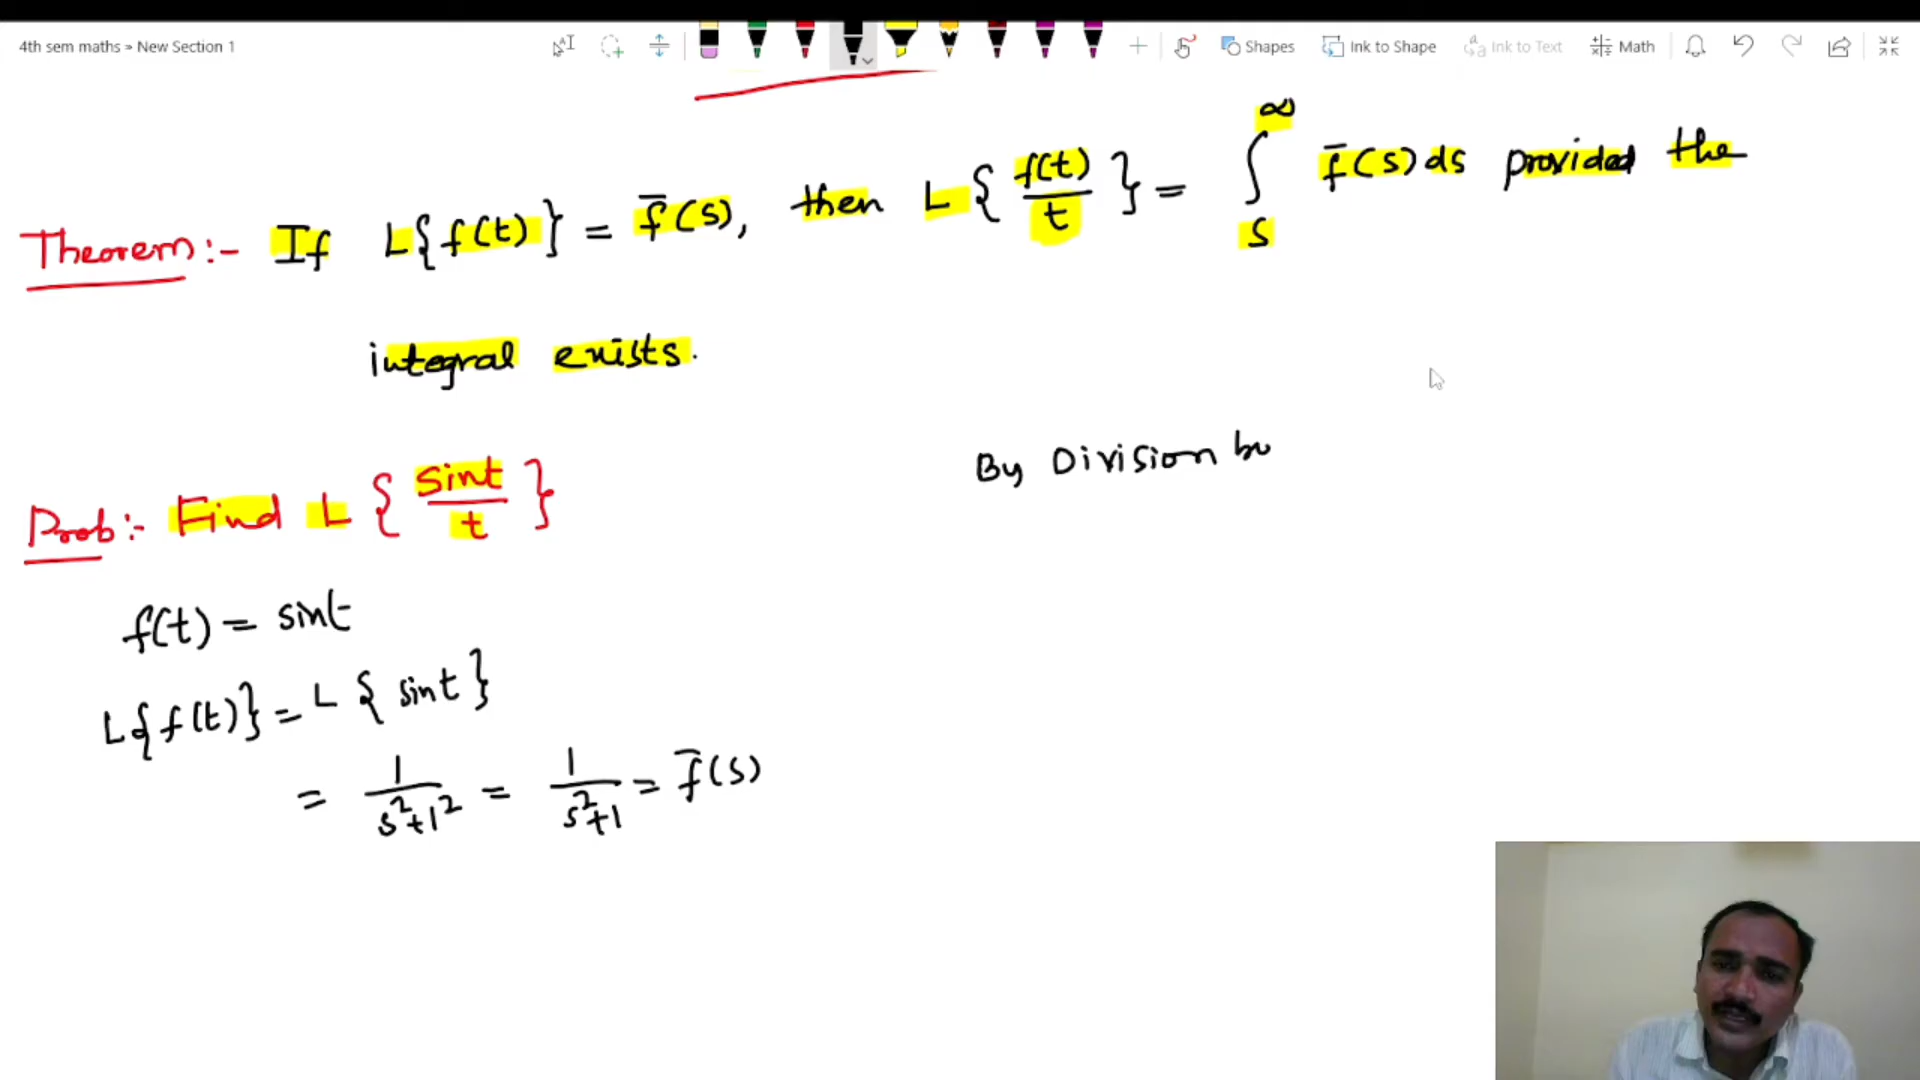 4th sem maths » New Section 1
Shapes Ink to Shape Ink to Text Math
Theorem:- If L{f(t)} = f̄(s), then L{f(t)/t} = ∫_s^∞ f̄(s)ds provided the
integral exists.
Prob:- Find L{sint/t}
By Division by
f(t) = sint
L{f(t)} = L{sint}
= 1/(s²+1²) = 1/(s²+1) = f̄(s)